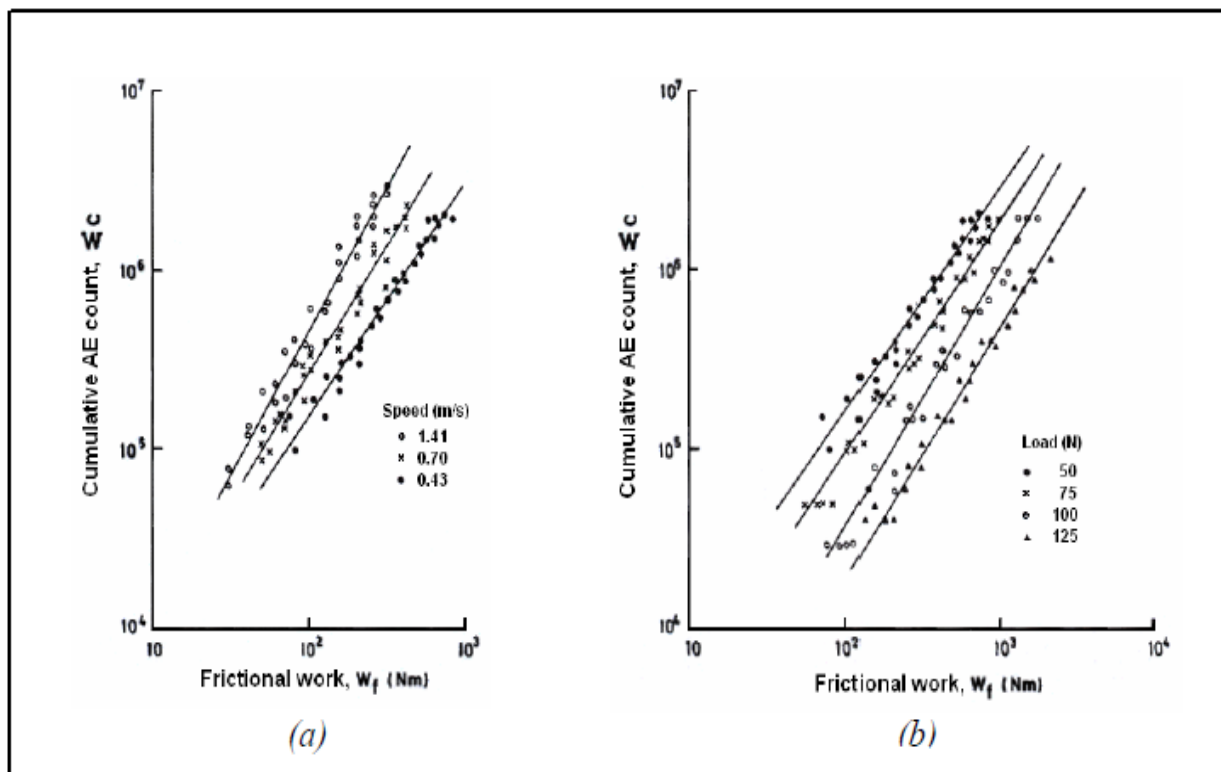 10^7
10^6
10^5
10^4
Cumulative AE count, W^C
10
10^2
10^3
Frictional work, W_f (Nm)
Speed (m/s)
o 1.41
× 0.70
• 0.43
(a)
10^7
10^6
10^5
10^4
Cumulative AE count, W^C
10
10^2
10^3
10^4
Frictional work, W_f (Nm)
Load (N)
• 50
× 75
o 100
▲ 125
(b)